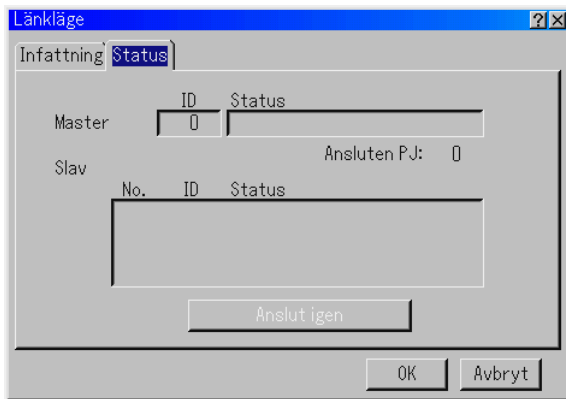 Länkläge
Infattning Status
ID Status
Master 0
Ansluten PJ: 0
Slav
No. ID Status
Anslut igen
OK Avbryt